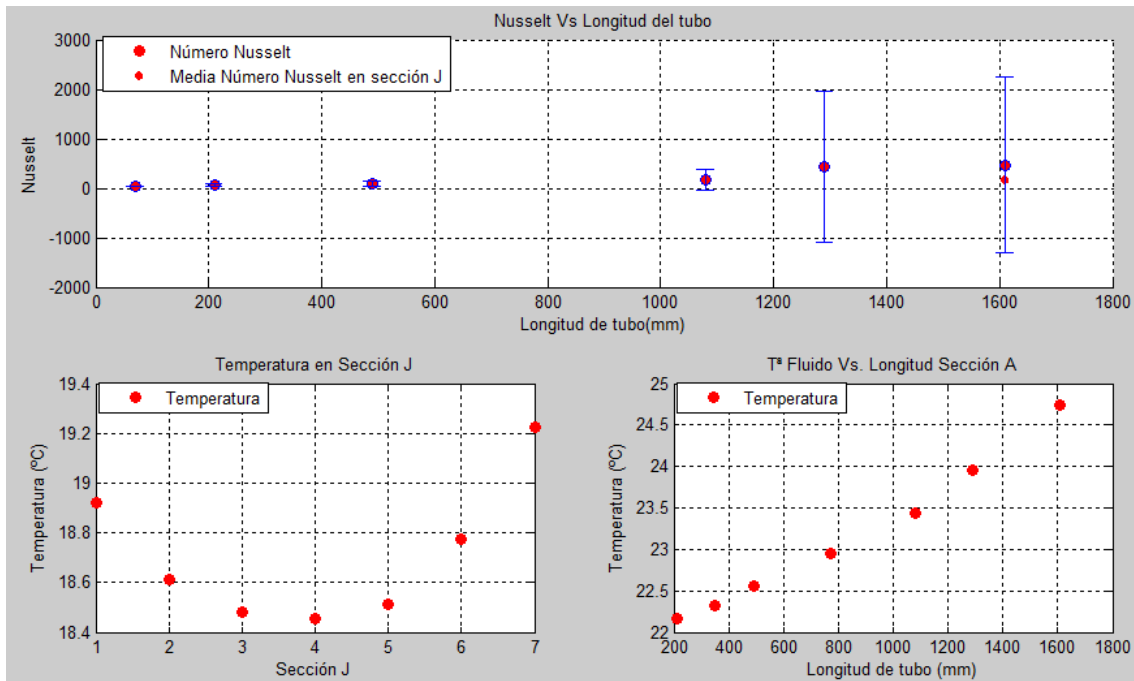 Nusselt Vs Longitud del tubo
3000
2000
1000
0
-1000
-2000
Nusselt
Número Nusselt
Media Número Nusselt en sección J
0 200 400 600 800 1000 1200 1400 1600 1800
Longitud de tubo(mm)
Temperatura en Sección J
19.4
19.2
19
18.8
18.6
18.4
Temperatura (ºC)
Temperatura
1 2 3 4 5 6 7
Sección J
Tª Fluido Vs. Longitud Sección A
25
24.5
24
23.5
23
22.5
22
Temperatura (ºC)
Temperatura
200 400 600 800 1000 1200 1400 1600 1800
Longitud de tubo (mm)